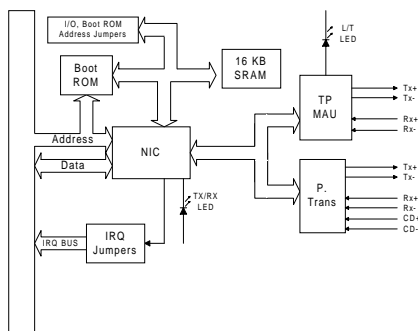 I/O, Boot ROM
Address Jumpers
L/T
LED
Boot
ROM
16 KB
SRAM
TP
MAU
Tx+
Tx-
Rx+
Rx-
Address
NIC
Data
P.
Trans
Tx+
Tx-
Rx+
Rx-
CD+
CD-
TX/RX
LED
IRQ BUS
IRQ
Jumpers